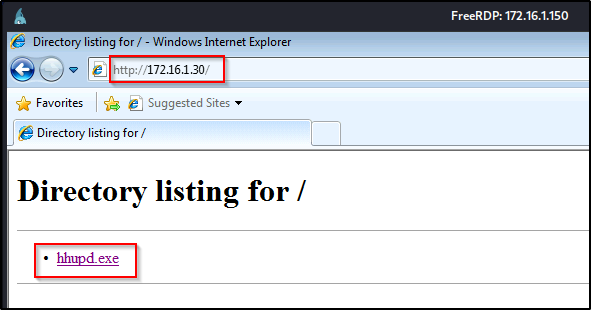 FreeRDP: 172.16.1.150
Directory listing for / - Windows Internet Explorer
http://172.16.1.30/
Favorites
Suggested Sites
Directory listing for /
Directory listing for /
• hhupd.exe